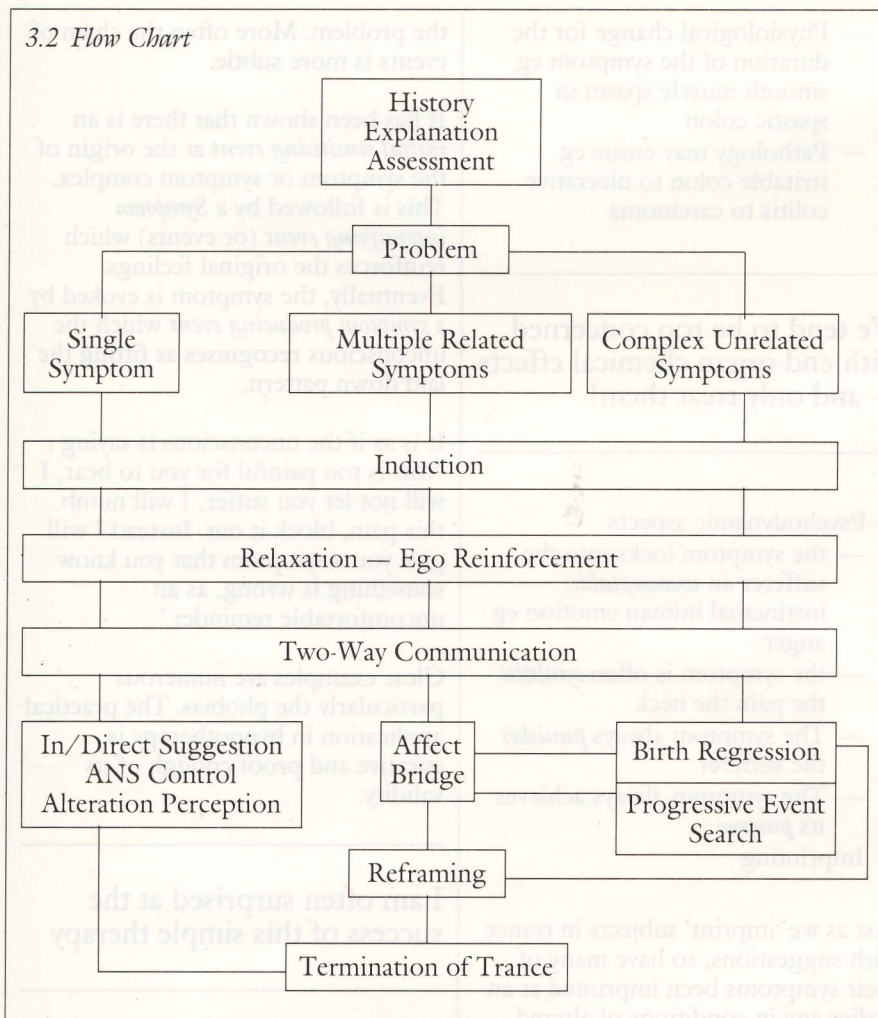 3.2 Flow Chart
History
Explanation
Assessment
Problem
Single
Symptom
Multiple Related
Symptoms
Complex Unrelated
Symptoms
Induction
Relaxation — Ego Reinforcement
Two-Way Communication
In/Direct Suggestion
ANS Control
Alteration Perception
Affect
Bridge
Birth Regression
Progressive Event
Search
Reframing
Termination of Trance